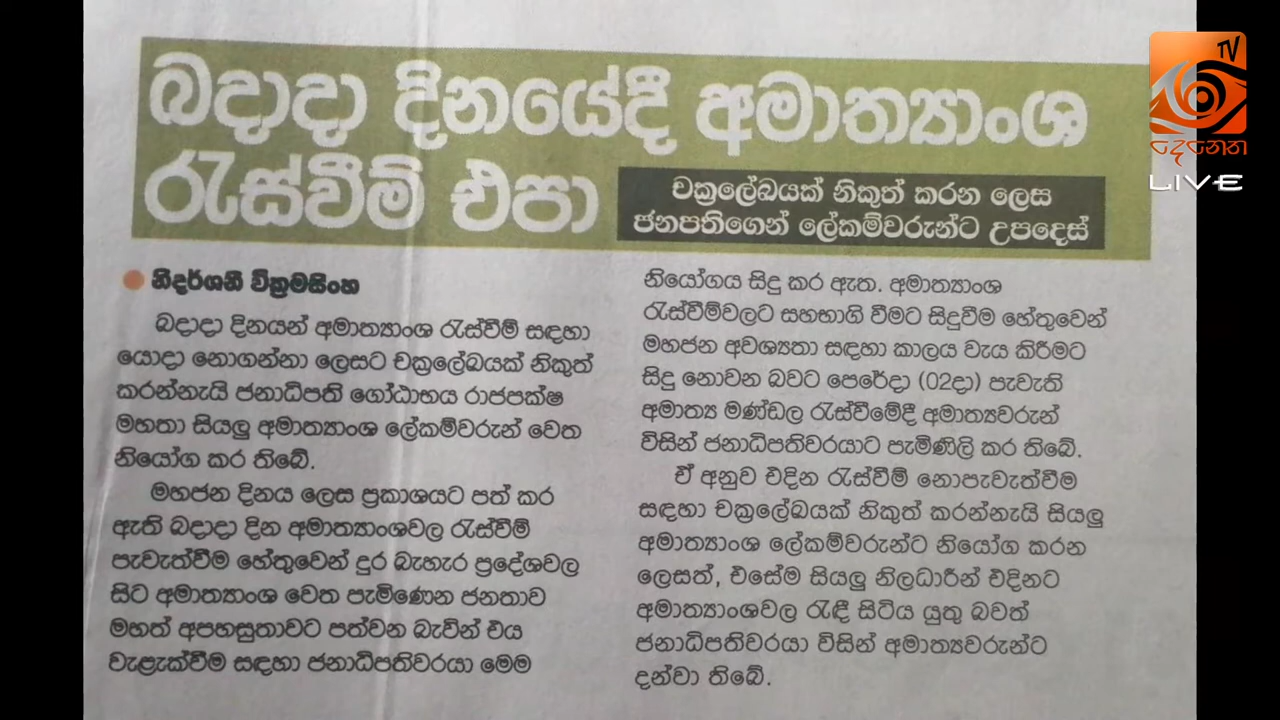 බදාදා දිනයේදී අමාත්‍යාංශ
රැස්වීම් එපා
චක්‍රලේඛයක් නිකුත් කරන ලෙස
ජනපතිගෙන් ලේකම්වරුන්ට උපදෙස්
● නිදර්ශනී වික්‍රමසිංහ
බදාදා දිනයන් අමාත්‍යාංශ රැස්වීම් සඳහා
යොදා නොගන්නා ලෙසට චක්‍රලේඛයක් නිකුත්
කරන්නැයි ජනාධිපති ගෝඨාභය රාජපක්ෂ
මහතා සියලු අමාත්‍යාංශ ලේකම්වරුන් වෙත
නියෝග කර තිබේ.
මහජන දිනය ලෙස ප්‍රකාශයට පත් කර
ඇති බදාදා දින අමාත්‍යාංශවල රැස්වීම්
පැවැත්වීම හේතුවෙන් දුර බැහැර ප්‍රදේශවල
සිට අමාත්‍යාංශ වෙත පැමිණෙන ජනතාව
මහත් අපහසුතාවට පත්වන බැවින් එය
වැළැක්වීම සඳහා ජනාධිපතිවරයා මෙම
නියෝගය සිදු කර ඇත. අමාත්‍යාංශ
රැස්වීම්වලට සහභාගි වීමට සිදුවීම හේතුවෙන්
මහජන අවශ්‍යතා සඳහා කාලය වැය කිරීමට
සිදු නොවන බවට පෙරේදා (02දා) පැවැති
අමාත්‍ය මණ්ඩල රැස්වීමේදී අමාත්‍යවරුන්
විසින් ජනාධිපතිවරයාට පැමිණිලි කර තිබේ.
ඒ අනුව එදින රැස්වීම් නොපැවැත්වීම
සඳහා චක්‍රලේඛයක් නිකුත් කරන්නැයි සියලු
අමාත්‍යාංශ ලේකම්වරුන්ට නියෝග කරන
ලෙසත්, එසේම සියලු නිලධාරීන් එදිනට
අමාත්‍යාංශවල රැඳී සිටිය යුතු බවත්
ජනාධිපතිවරයා විසින් අමාත්‍යවරුන්ට
දන්වා තිබේ.
TV
දෙනෙත
LIVE